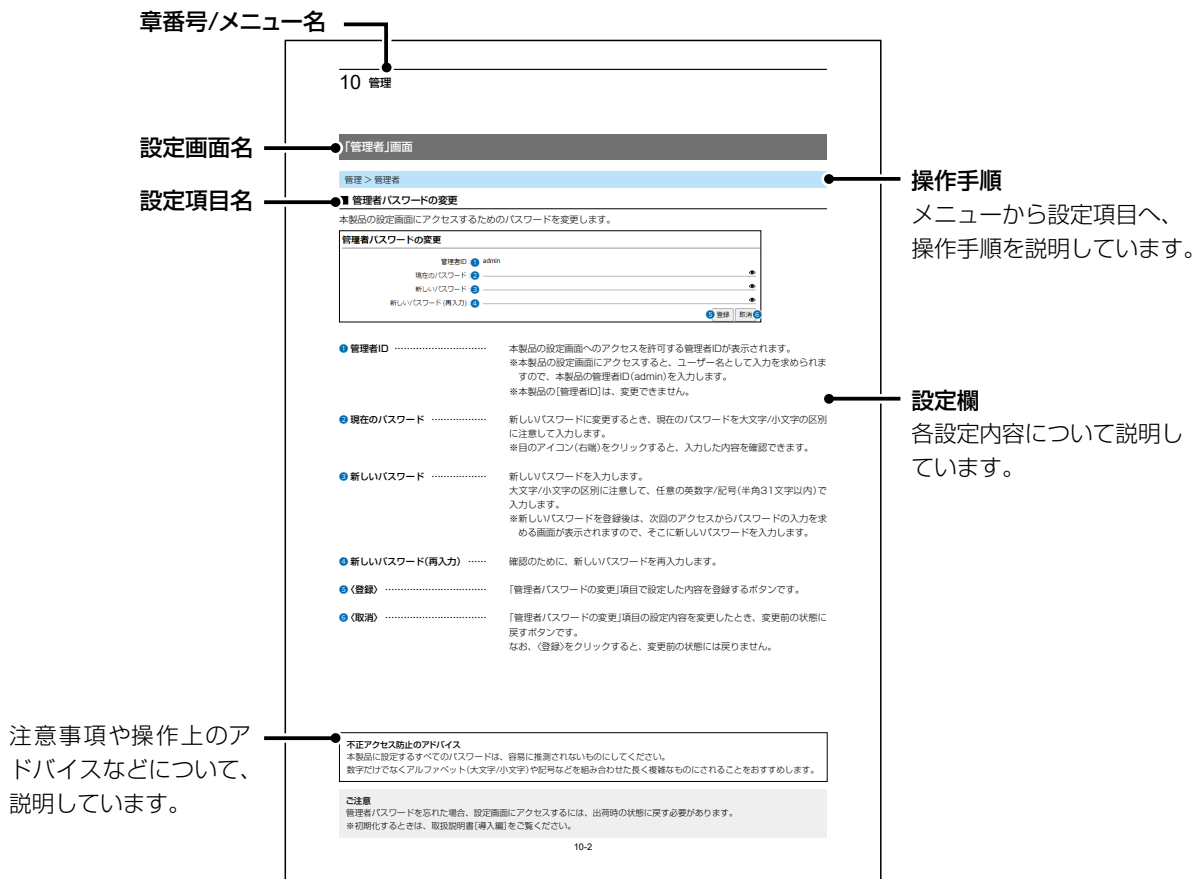 章番号/メニュー名
10 管理
設定画面名
「管理者」画面
管理 > 管理者
操作手順
メニューから設定項目へ、
操作手順を説明しています。
設定項目名
■ 管理者パスワードの変更
本製品の設定画面にアクセスするためのパスワードを変更します。
管理者パスワードの変更
管理者ID ① admin
現在のパスワード ②
新しいパスワード ③
新しいパスワード(再入力) ④
⑤ 登録 取消 ⑥
① 管理者ID ……………………… 本製品の設定画面へのアクセスを許可する管理者IDが表示されます。
※本製品の設定画面にアクセスすると、ユーザー名として入力を求められま
すので、本製品の管理者ID(admin)を入力します。
※本製品の[管理者ID]は、変更できません。
設定欄
各設定内容について説明し
ています。
② 現在のパスワード ……………… 新しいパスワードに変更するとき、現在のパスワードを大文字/小文字の区別
に注意して入力します。
※目のアイコン(右端)をクリックすると、入力した内容を確認できます。
③ 新しいパスワード ……………… 新しいパスワードを入力します。
大文字/小文字の区別に注意して、任意の英数字/記号(半角31文字以内)で
入力します。
※新しいパスワードを登録後は、次回のアクセスからパスワードの入力を求
める画面が表示されますので、そこに新しいパスワードを入力します。
④ 新しいパスワード(再入力) …… 確認のために、新しいパスワードを再入力します。
⑤ 〈登録〉 …………………………… 「管理者パスワードの変更」項目で設定した内容を登録するボタンです。
⑥ 〈取消〉 …………………………… 「管理者パスワードの変更」項目の設定内容を変更したとき、変更前の状態に
戻すボタンです。
なお、〈登録〉をクリックすると、変更前の状態には戻りません。
注意事項や操作上のア
ドバイスなどについて、
説明しています。
不正アクセス防止のアドバイス
本製品に設定するすべてのパスワードは、容易に推測されないものにしてください。
数字だけでなくアルファベット(大文字/小文字)や記号などを組み合わせた長く複雑なものにされることをおすすめします。
ご注意
管理者パスワードを忘れた場合、設定画面にアクセスするには、出荷時の状態に戻す必要があります。
※初期化するときは、取扱説明書[導入編]をご覧ください。
10-2